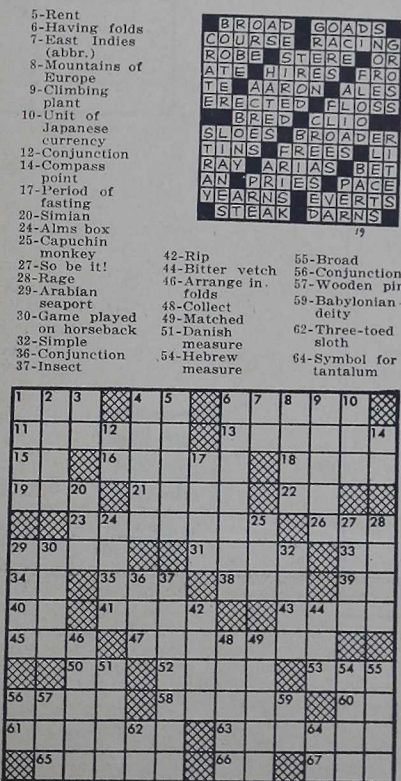 5-Rent
6-Having folds
7-East Indies
(abbr.)
8-Mountains of
Europe
9-Climbing
plant
10-Unit of
Japanese
currency
12-Conjunction
14-Compass
point
17-Period of
fasting
20-Simian
24-Alms box
25-Capuchin
monkey
27-So be it!
28-Rage
29-Arabian
seaport
30-Game played
on horseback
32-Simple
36-Conjunction
37-Insect
BROAD GOADS
COURSE RACING
ROBE STERE OR
ATE HIRES FRO
TE AARON ALES
ERECTED FLOSS
BRED CLIO
SLOES BROADER
TINS FREES LI
RAY ARIAS BET
AN PRIES PACE
YEARNS EVERTS
STEAK DARNS
19
42-Rip
44-Bitter vetch
46-Arrange in
folds
48-Collect
49-Matched
51-Danish
measure
54-Hebrew
measure
55-Broad
56-Conjunction
57-Wooden pin
59-Babylonian
deity
62-Three-toed
sloth
64-Symbol for
tantalum
1 2 3 4 5 6 7 8 9 10
11 12 13 14
15 16 17 18
19 20 21 22
23 24 25 26 27 28
29 30 31 32 33
34 35 36 37 38 39
40 41 42 43 44
45 46 47 48 49
50 51 52 53 54 55
56 57 58 59 60
61 62 63 64
65 66 67